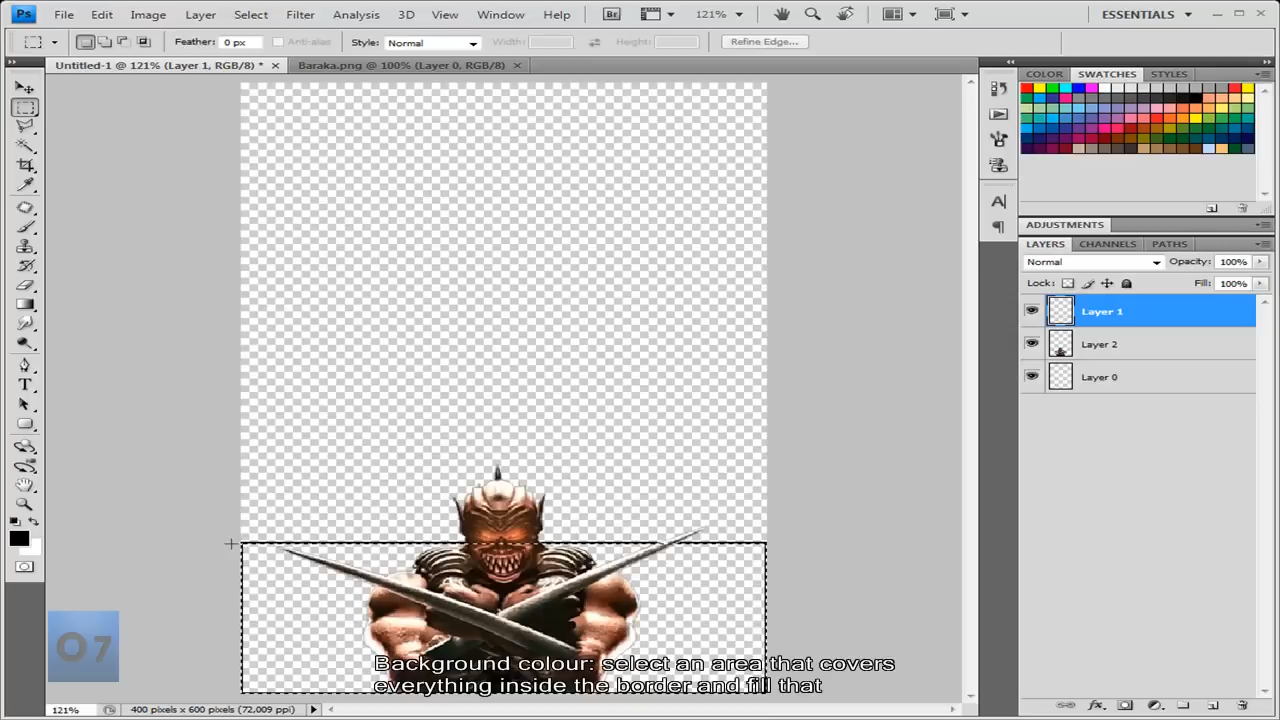 Ps File Edit Image Layer Select Filter Analysis 3D View Window Help Br 121% ESSENTIALS
Feather: 0 px Anti-alias Style: Normal Width: Height: Refine Edge...
Untitled-1 @ 121% (Layer 1, RGB/8) * × Baraka.png @ 100% (Layer 0, RGB/8) ×
COLOR SWATCHES STYLES
ADJUSTMENTS
LAYERS CHANNELS PATHS
Normal Opacity: 100%
Lock: Fill: 100%
Layer 1
Layer 2
Layer 0
07
Background colour: select an area that covers
everything inside the border and fill that
121% 400 pixels x 600 pixels (72,009 ppi)